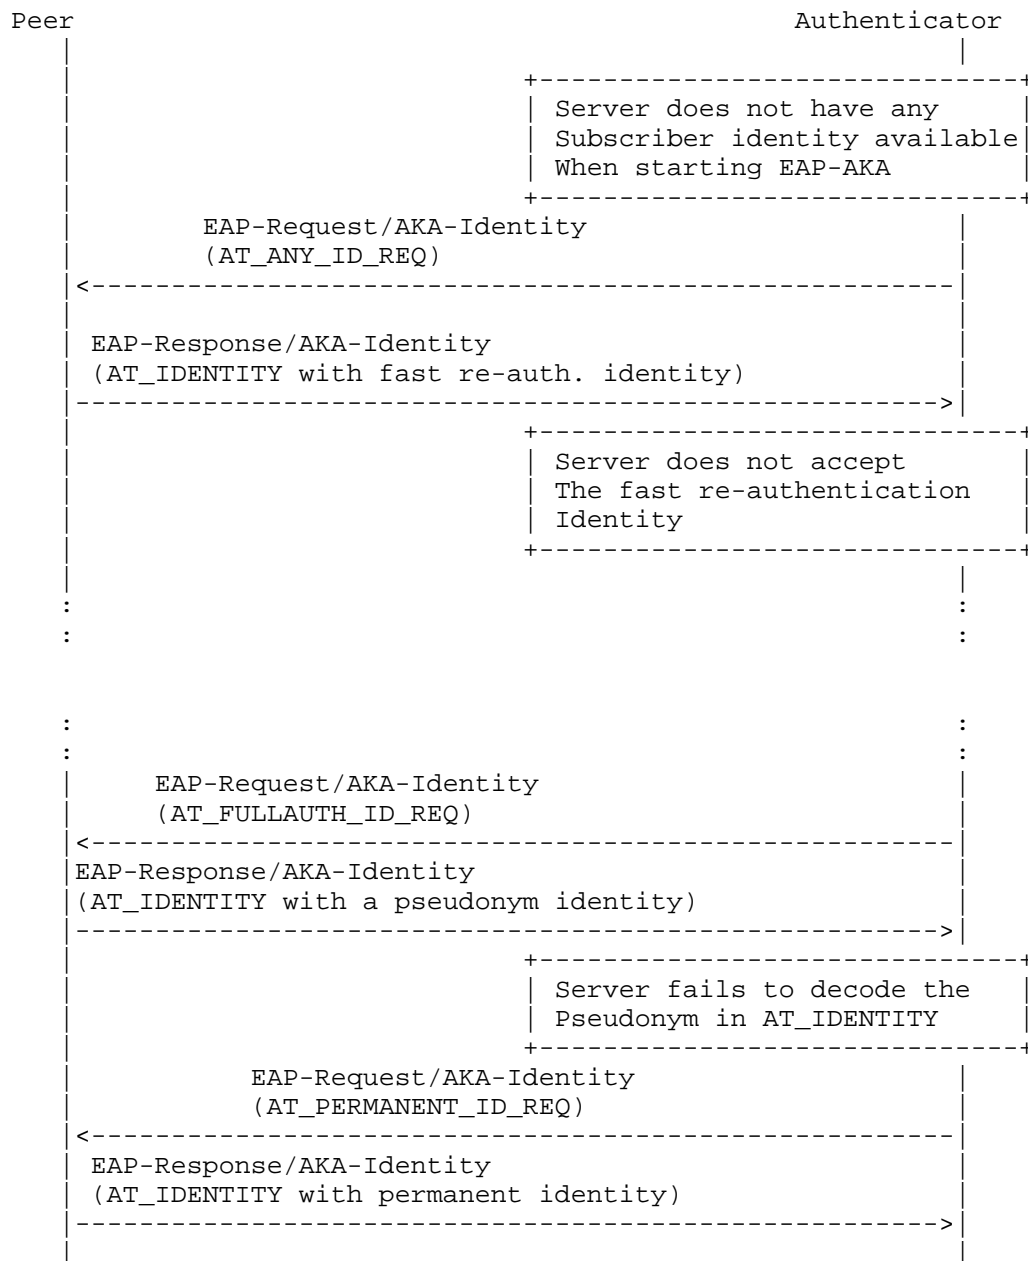 Peer Authenticator
Server does not have any
Subscriber identity available
When starting EAP-AKA
EAP-Request/AKA-Identity
(AT_ANY_ID_REQ)
EAP-Response/AKA-Identity
(AT_IDENTITY with fast re-auth. identity)
Server does not accept
The fast re-authentication
Identity
: :
: :
: :
: :
EAP-Request/AKA-Identity
(AT_FULLAUTH_ID_REQ)
EAP-Response/AKA-Identity
(AT_IDENTITY with a pseudonym identity)
Server fails to decode the
Pseudonym in AT_IDENTITY
EAP-Request/AKA-Identity
(AT_PERMANENT_ID_REQ)
EAP-Response/AKA-Identity
(AT_IDENTITY with permanent identity)